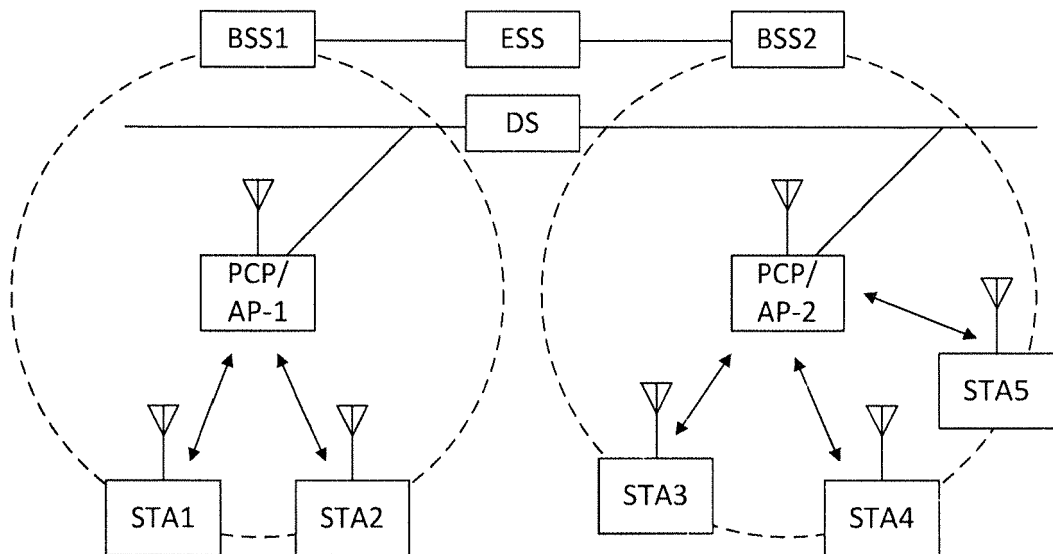 BSS1
ESS
BSS2
DS
PCP/
AP-1
PCP/
AP-2
STA5
STA3
STA1
STA2
STA4